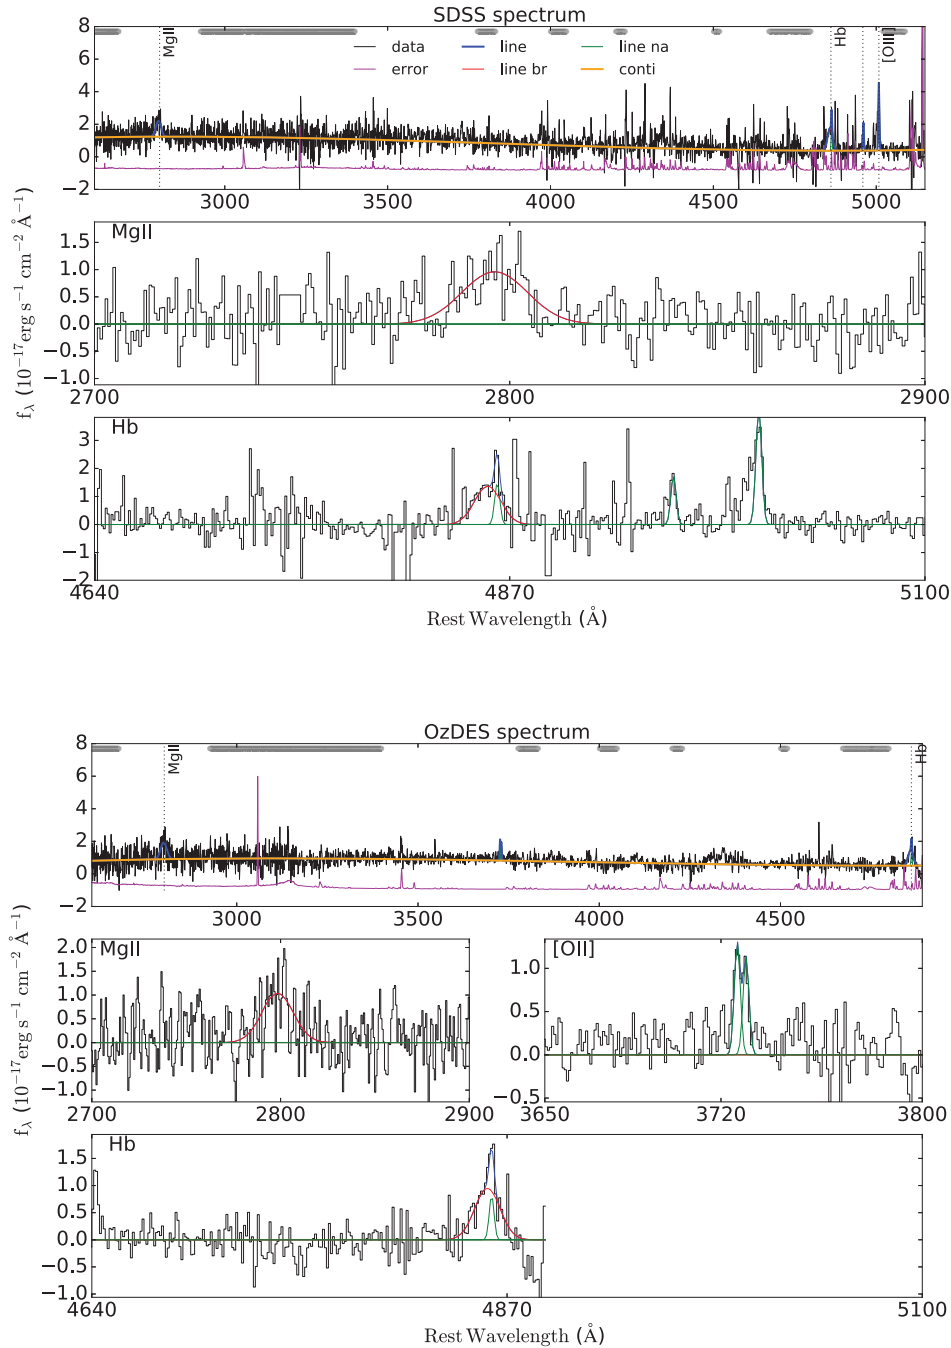 SDSS spectrum
8
6
4
2
0
−2
MgII
Hb
[OIII]
data
line
line na
error
line br
conti
3000
3500
4000
4500
5000
MgII
1.5
1.0
0.5
0.0
−0.5
−1.0
2700
2800
2900
f_λ (10⁻¹⁷erg s⁻¹ cm⁻² Å⁻¹)
Hb
3
2
1
0
−1
−2
4640
4870
5100
Rest Wavelength (Å)
OzDES spectrum
8
6
4
2
0
−2
MgII
Hb
3000
3500
4000
4500
MgII
2.0
1.5
1.0
0.5
0.0
−0.5
−1.0
2700
2800
2900
[OII]
1.0
0.5
0.0
−0.5
3650
3720
3800
f_λ (10⁻¹⁷erg s⁻¹ cm⁻² Å⁻¹)
Hb
1.5
1.0
0.5
0.0
−0.5
−1.0
4640
4870
5100
Rest Wavelength (Å)